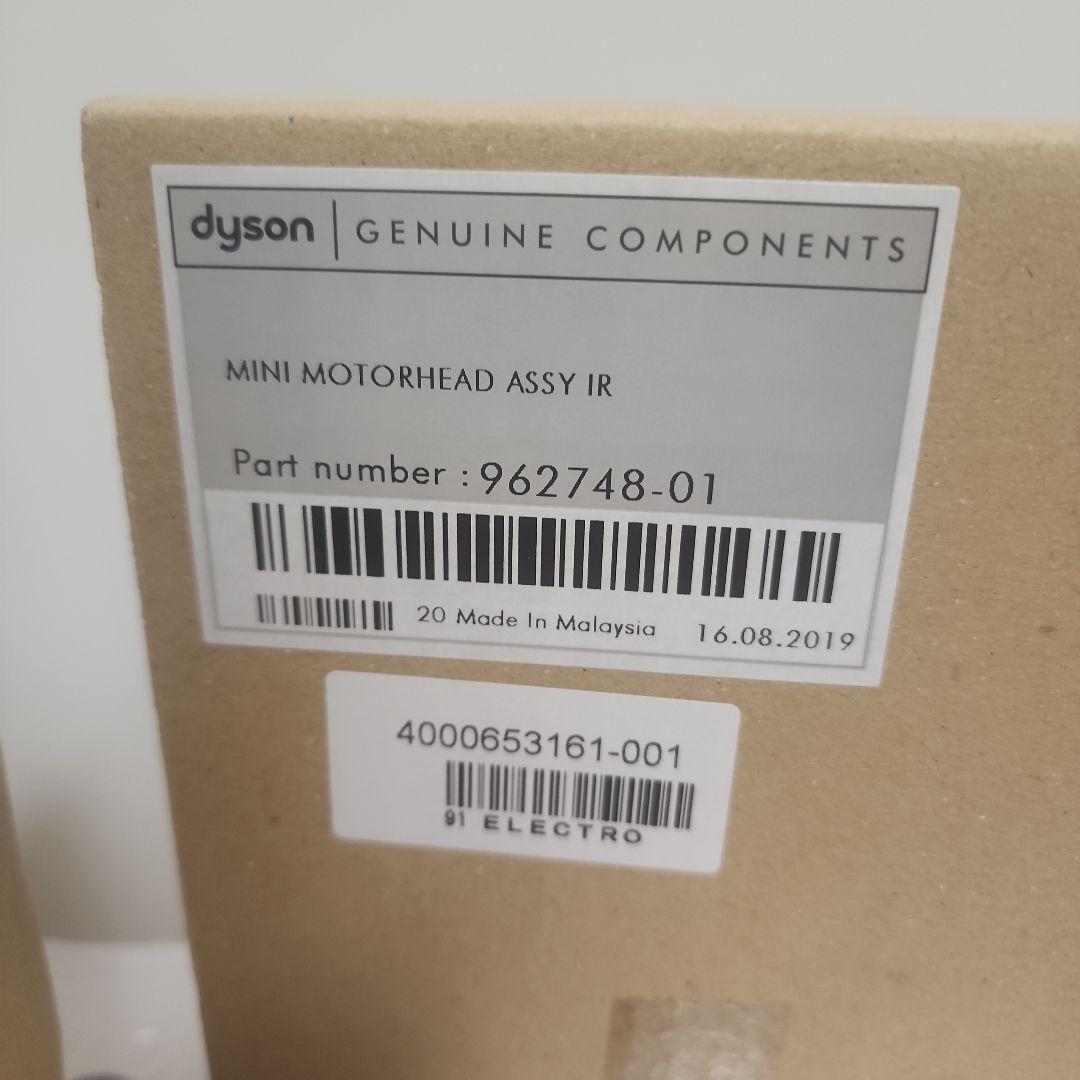 dyson | GENUINE COMPONENTS
MINI MOTORHEAD ASSY IR
Part number : 962748-01
20 Made In Malaysia 16.08.2019
4000653161-001
91 ELECTRO